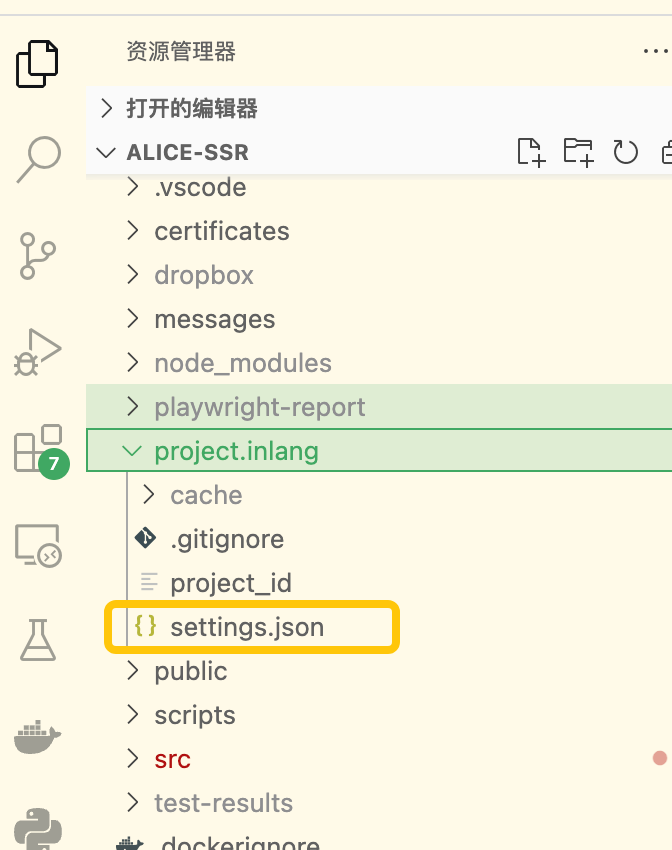 资源管理器
打开的编辑器
ALICE-SSR
.vscode
certificates
dropbox
messages
node_modules
playwright-report
project.inlang
7
cache
.gitignore
project_id
{} settings.json
public
scripts
src
test-results
.dockerignore